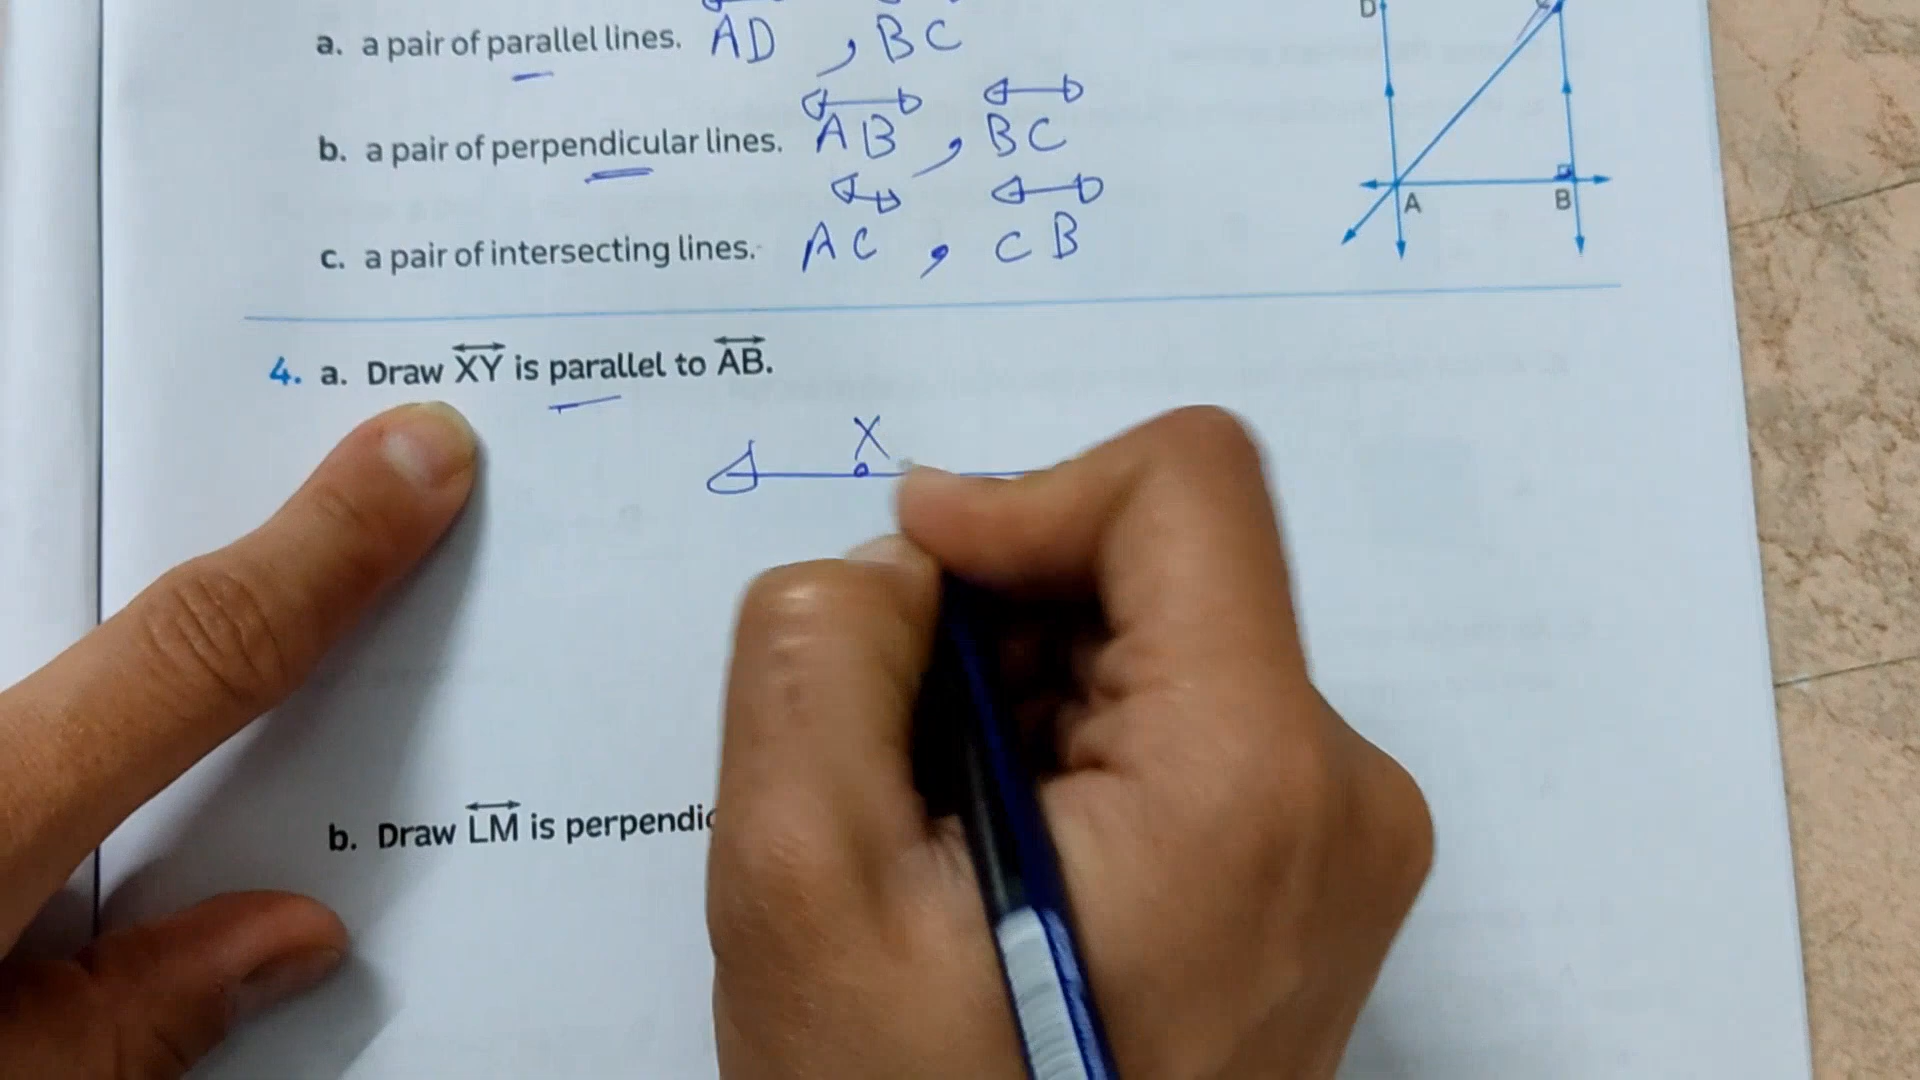 a. a pair of parallel lines. AD , BC
b. a pair of perpendicular lines. AB , BC
c. a pair of intersecting lines. AC , CB
D
A
B
4. a. Draw XY is parallel to AB.
X
b. Draw LM is